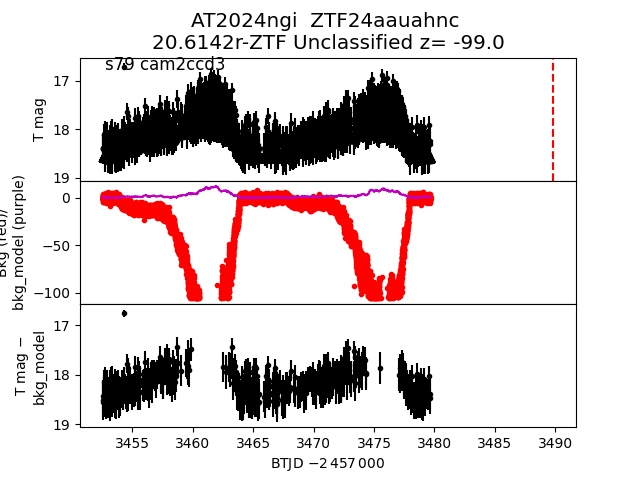 AT2024ngi  ZTF24aauahnc
20.6142r-ZTF Unclassified z= -99.0
s79 cam2ccd3
T mag
17
18
19
Bkg (red)/
bkg_model (purple)
0
−50
−100
T mag −
bkg_model
17
18
19
3455 3460 3465 3470 3475 3480 3485 3490
BTJD −2 457 000